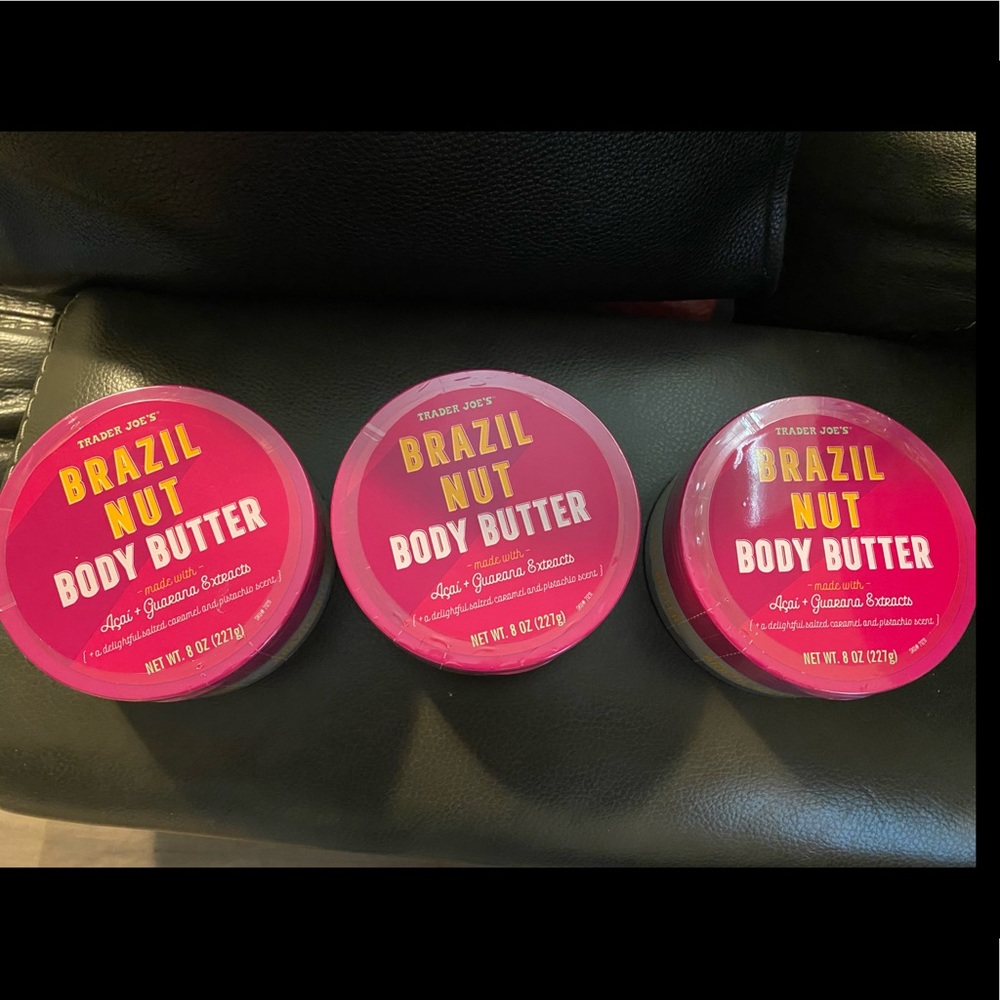 TRADER JOE'S
BRAZIL
NUT
BODY BUTTER
- made with -
Açaí + Guarana Extracts
[ + a delightful salted caramel and pistachio scent ]
NET WT. 8 OZ (227g)
TRADER JOE'S
BRAZIL
NUT
BODY BUTTER
- made with -
Açaí + Guarana Extracts
[ + a delightful salted caramel and pistachio scent ]
NET WT. 8 OZ (227g)
TRADER JOE'S
BRAZIL
NUT
BODY BUTTER
- made with -
Açaí + Guarana Extracts
[ + a delightful salted caramel and pistachio scent ]
NET WT. 8 OZ (227g)